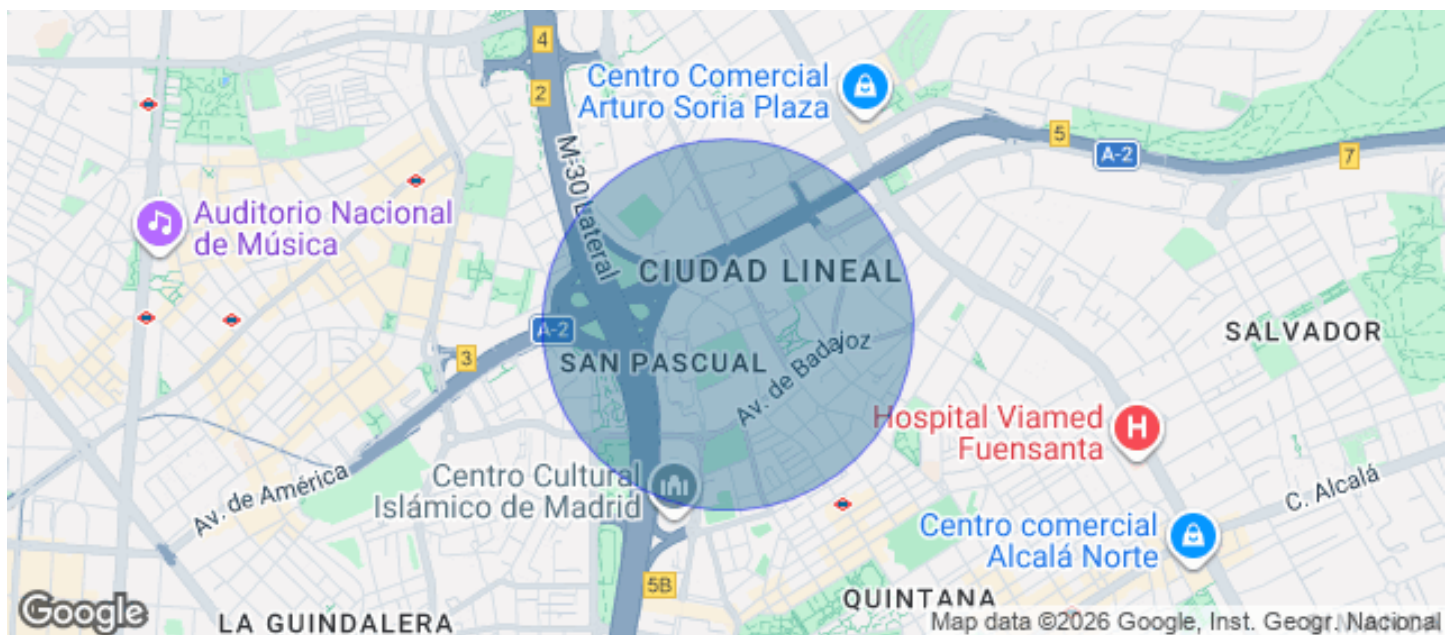 4
Centro Comercial
Arturo Soria Plaza
2
5
A-2
7
M-30 Lateral
Auditorio Nacional
de Música
CIUDAD LINEAL
A-2
SALVADOR
3
SAN PASCUAL
Av. de Badajoz
Hospital Viamed
Fuensanta
H
Av. de América
Centro Cultural
Islámico de Madrid
C. Alcalá
Centro comercial
Alcalá Norte
5B
QUINTANA
Google
LA GUINDALERA
Map data ©2026 Google, Inst. Geogr. Nacional